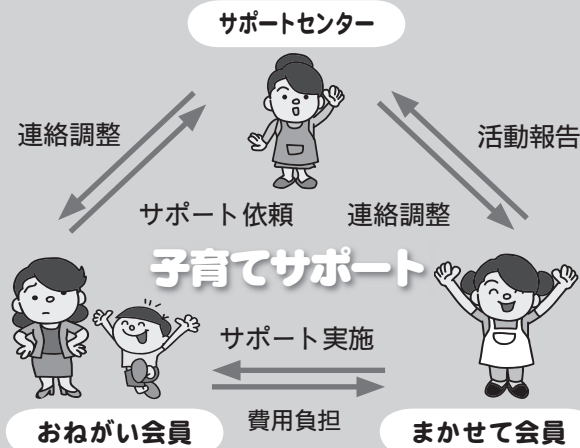 サポートセンター
連絡調整
活動報告
サポート依頼
連絡調整
子育てサポート
サポート実施
費用負担
おねがい会員
まかせて会員